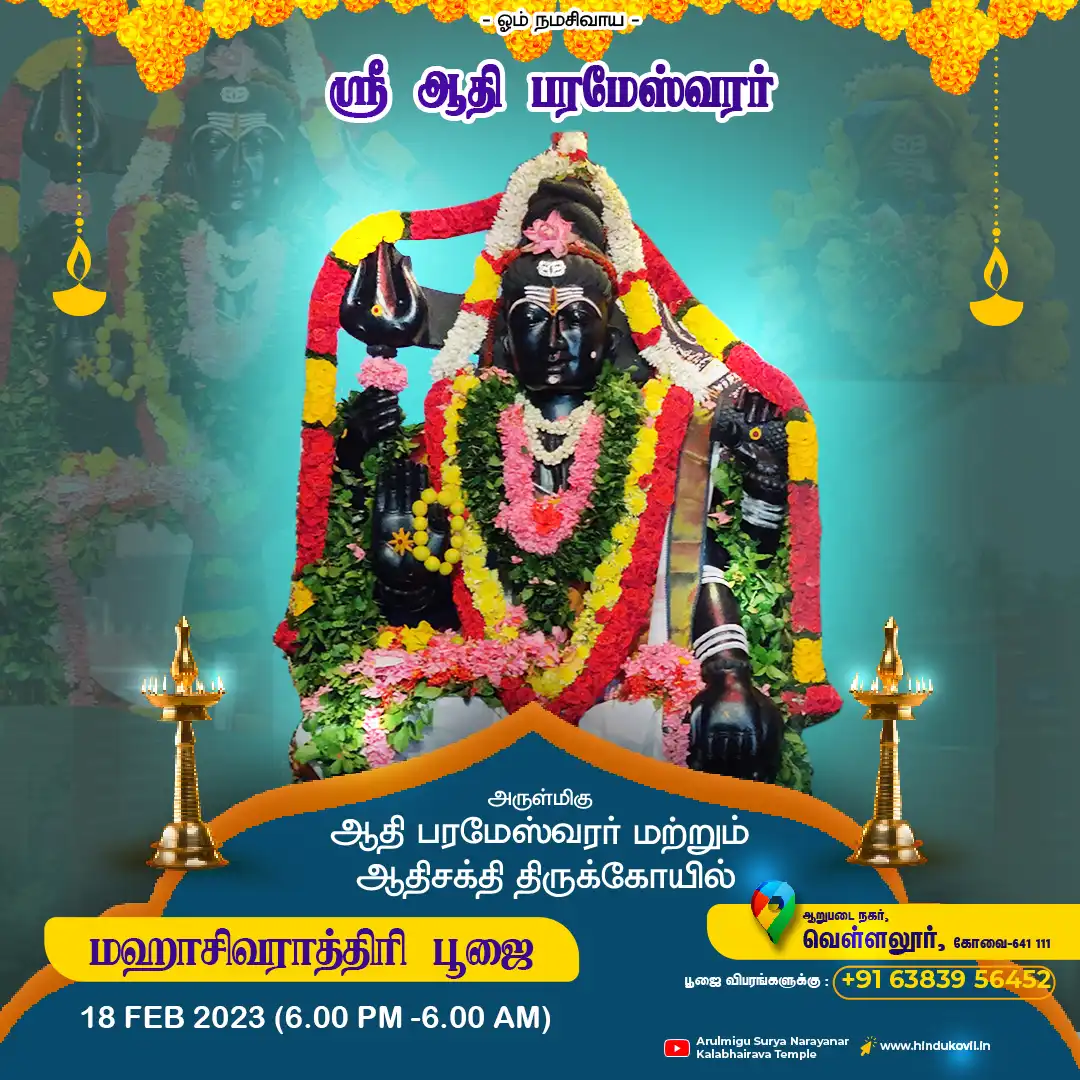 - ஓம் நமசிவாய -
ஸ்ரீ ஆதி பரமேஸ்வரர்
அருள்மிகு
ஆதி பரமேஸ்வரர் மற்றும்
ஆதிசக்தி திருக்கோயில்
மஹாசிவராத்திரி பூஜை
18 FEB 2023 (6.00 PM -6.00 AM)
ஆறுபடை நகர்,
வெள்ளலூர், கோவை-641 111
பூஜை விபரங்களுக்கு : +91 63839 56452
Arulmigu Surya Narayanar
Kalabhairava Temple
www.hindukovil.in